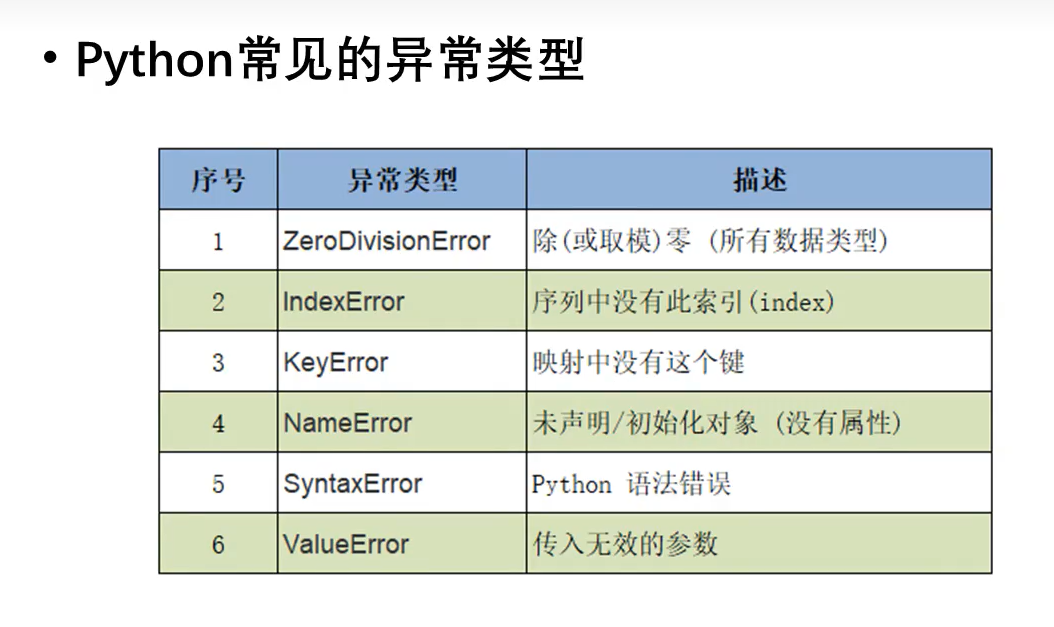 • Python常见的异常类型
序号 异常类型 描述
1 ZeroDivisionError 除(或取模)零 (所有数据类型)
2 IndexError 序列中没有此索引(index)
3 KeyError 映射中没有这个键
4 NameError 未声明/初始化对象 (没有属性)
5 SyntaxError Python 语法错误
6 ValueError 传入无效的参数